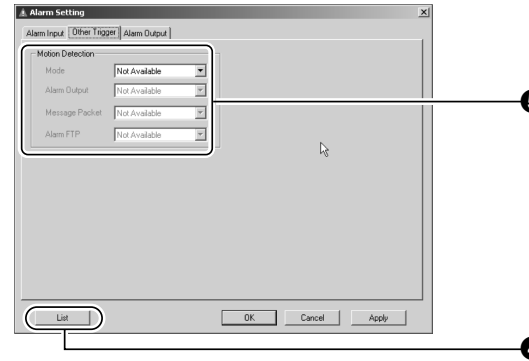 Alarm Setting
Alarm Input Other Trigger Alarm Output
Motion Detection
Mode Not Available
Alarm Output Not Available
Message Packet Not Available
Alarm FTP Not Available
List OK Cancel Apply